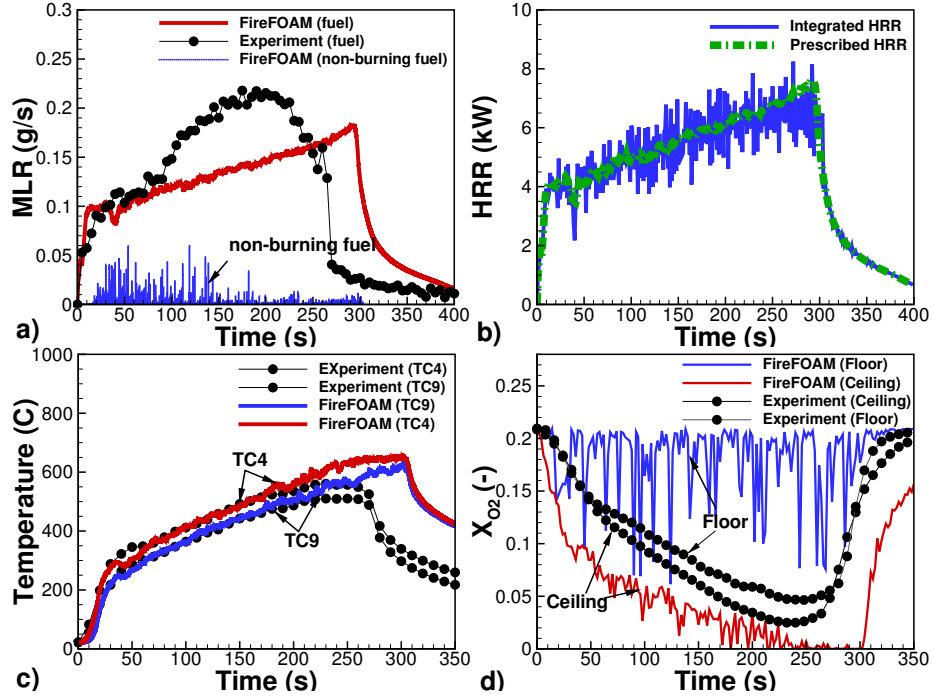 0.3
FireFOAM (fuel)
Experiment (fuel)
FireFOAM (non-burning fuel)
0.25
0.2
0.15
0.1
0.05
0
MLR (g/s)
non-burning fuel
0 50 100 150 200 250 300 350 400
a) Time (s)
10
Integrated HRR
Prescribed HRR
8
6
4
2
0
HRR (kW)
0 50 100 150 200 250 300 350 400
b) Time (s)
1000
EXperiment (TC4)
Experiment (TC9)
FireFOAM (TC9)
FireFOAM (TC4)
800
600
400
200
0
Temperature (C)
TC4
TC9
0 50 100 150 200 250 300 350
c) Time (s)
FireFOAM (Floor)
FireFOAM (Ceiling)
Experiment (Ceiling)
Experiment (Floor)
0.25
0.2
0.15
0.1
0.05
0
XO2 (-)
Floor
Ceiling
0 50 100 150 200 250 300 350
d) Time (s)